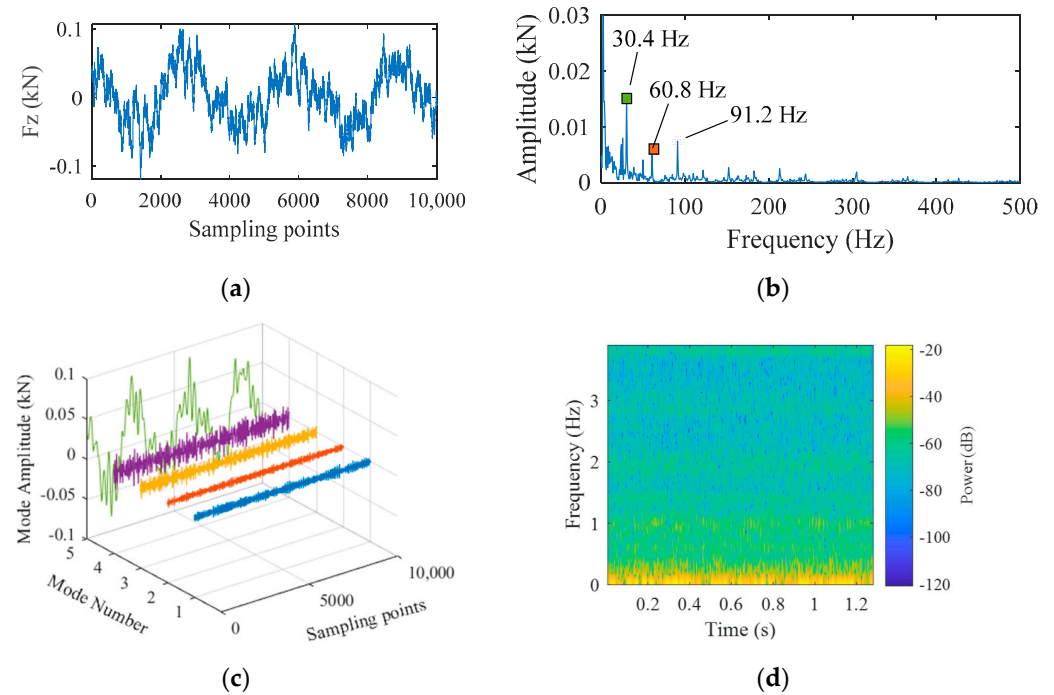 0.1
0
-0.1
Fz (kN)
0 2000 4000 6000 8000 10,000
Sampling points
(a)
0.03
0.02
0.01
0
Amplitude (kN)
30.4 Hz
60.8 Hz
91.2 Hz
0 100 200 300 400 500
Frequency (Hz)
(b)
0.1
0.05
0
-0.05
-0.1
Mode Amplitude (kN)
5
4
3
2
1
Mode Number
0
5000
10,000
Sampling points
(c)
3
2
1
0
Frequency (Hz)
0.2 0.4 0.6 0.8 1 1.2
Time (s)
-20
-40
-60
-80
-100
-120
Power (dB)
(d)